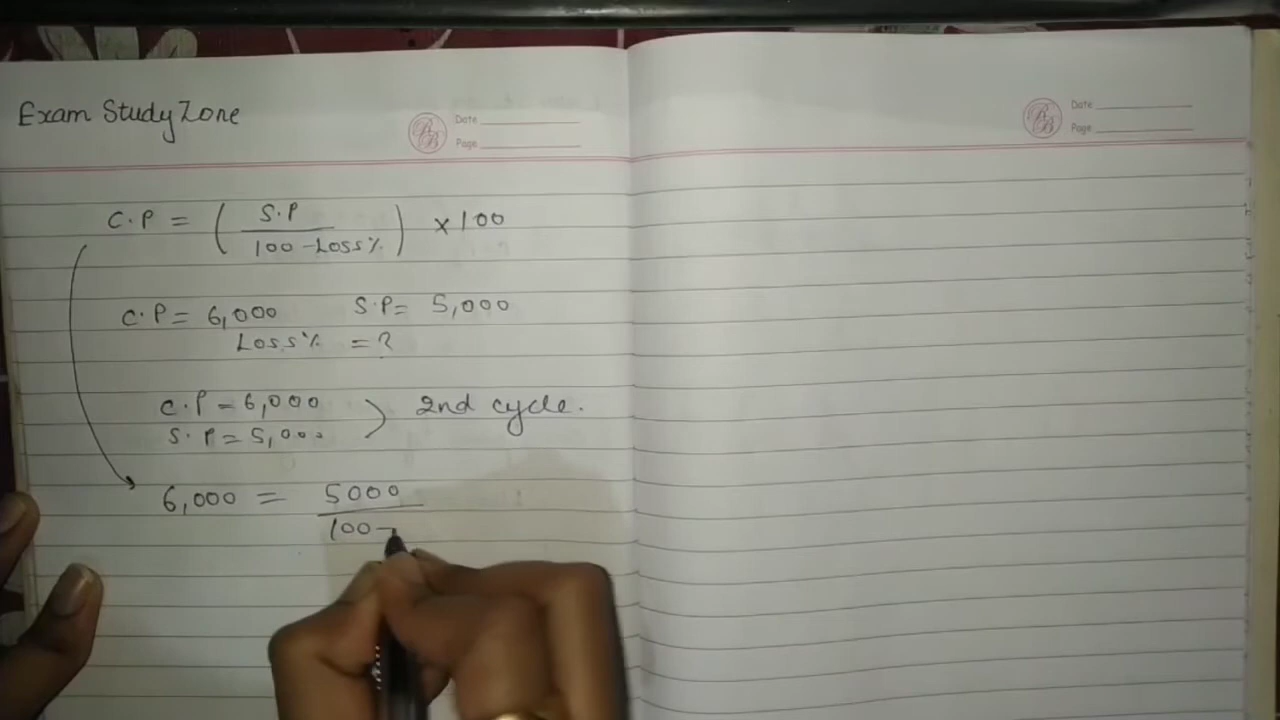 Exam Study Zone
Date
Page
Date
Page
C.P = ( S.P / 100 - Loss% ) × 100
C.P = 6,000 S.P = 5,000
Loss% = ?
C.P = 6,000
S.P = 5,000
2nd cycle.
6,000 = 5000
100 -